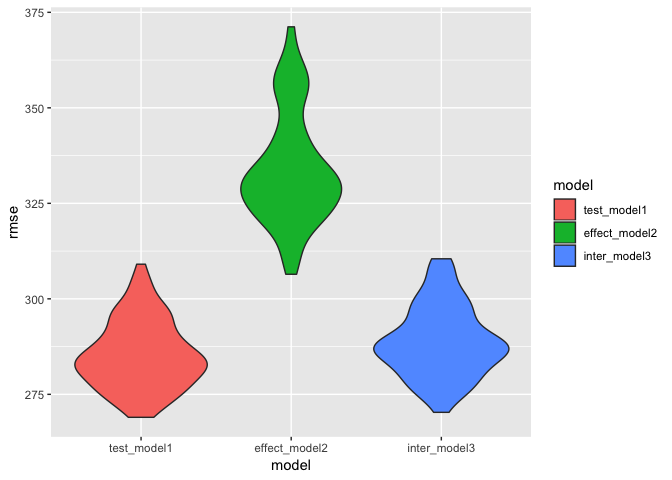 375
350
325
300
275
rmse
test_model1
effect_model2
inter_model3
model
model
test_model1
effect_model2
inter_model3